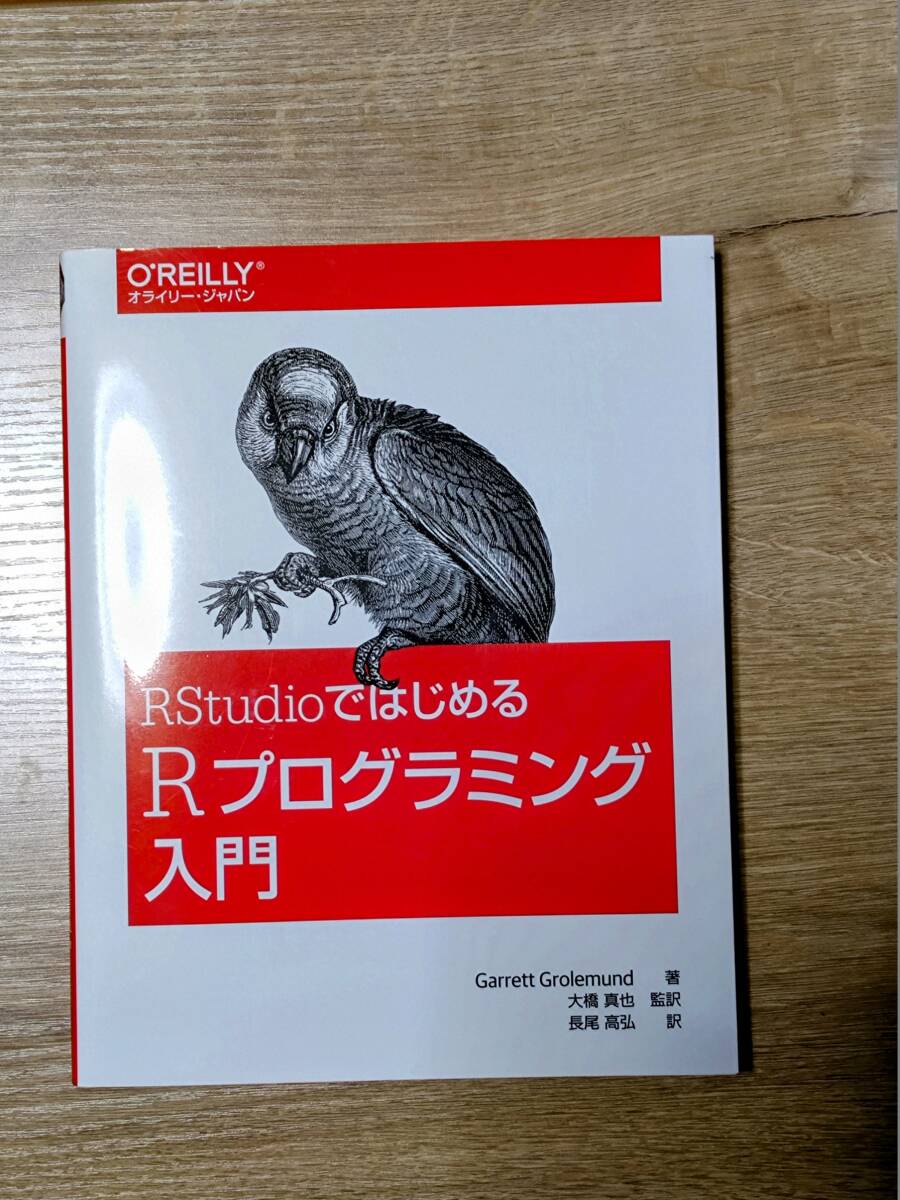 O'REILLY®
オライリー・ジャパン
RStudioではじめる
Rプログラミング
入門
Garrett Grolemund 著
大橋 真也 監訳
長尾 高弘 訳